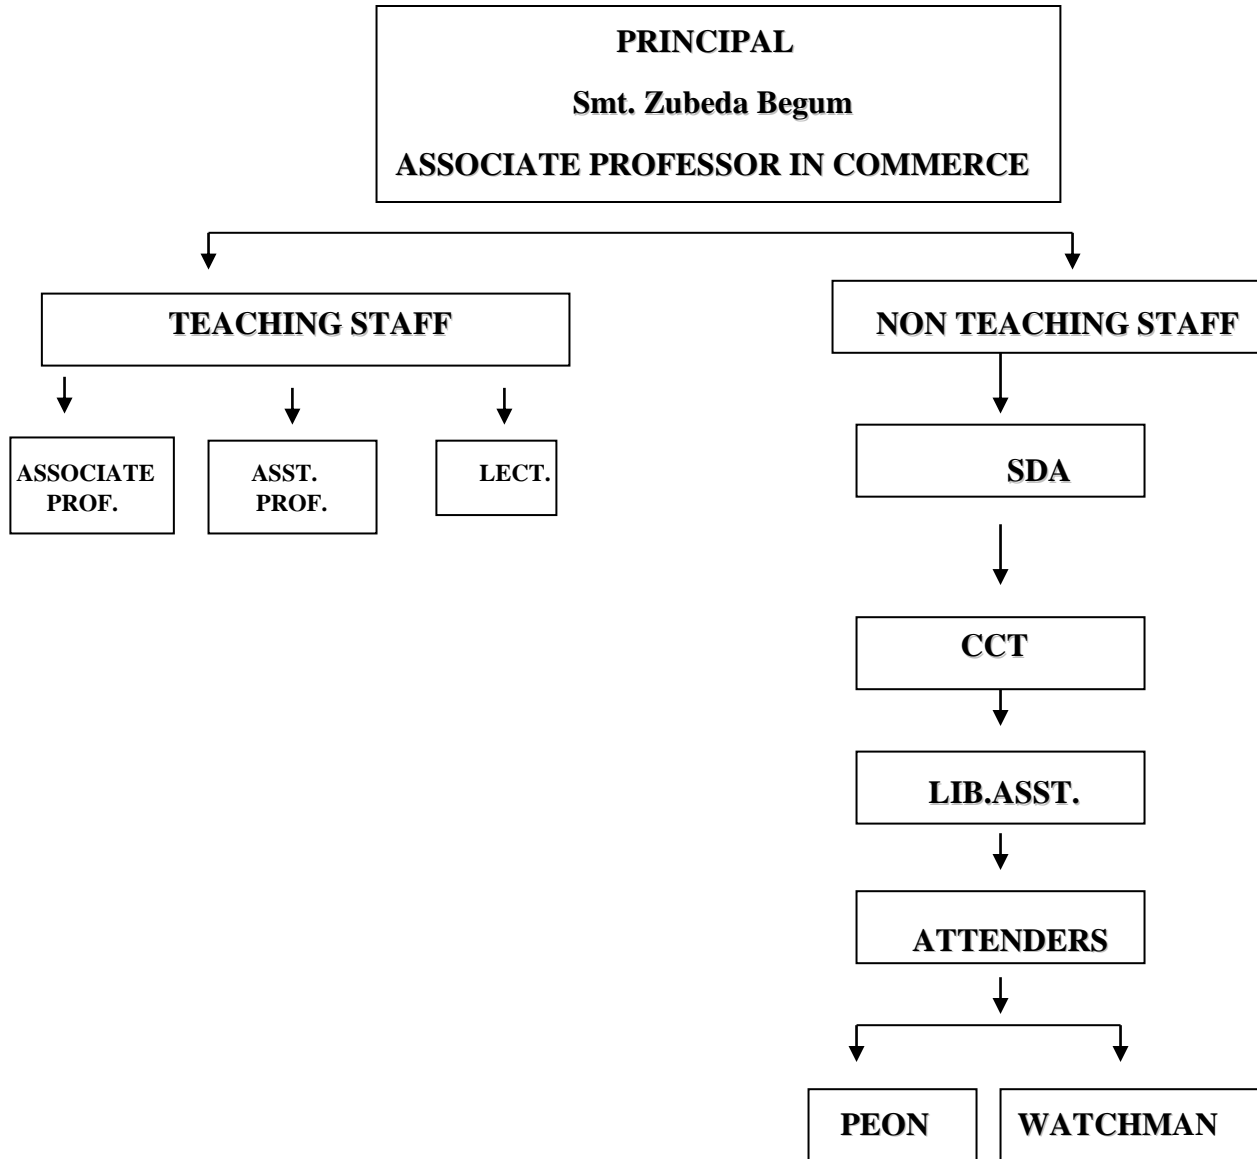 PRINCIPAL
Smt. Zubeda Begum
ASSOCIATE PROFESSOR IN COMMERCE
TEACHING STAFF
NON TEACHING STAFF
ASSOCIATE
PROF.
ASST.
PROF.
LECT.
SDA
CCT
LIB.ASST.
ATTENDERS
PEON
WATCHMAN